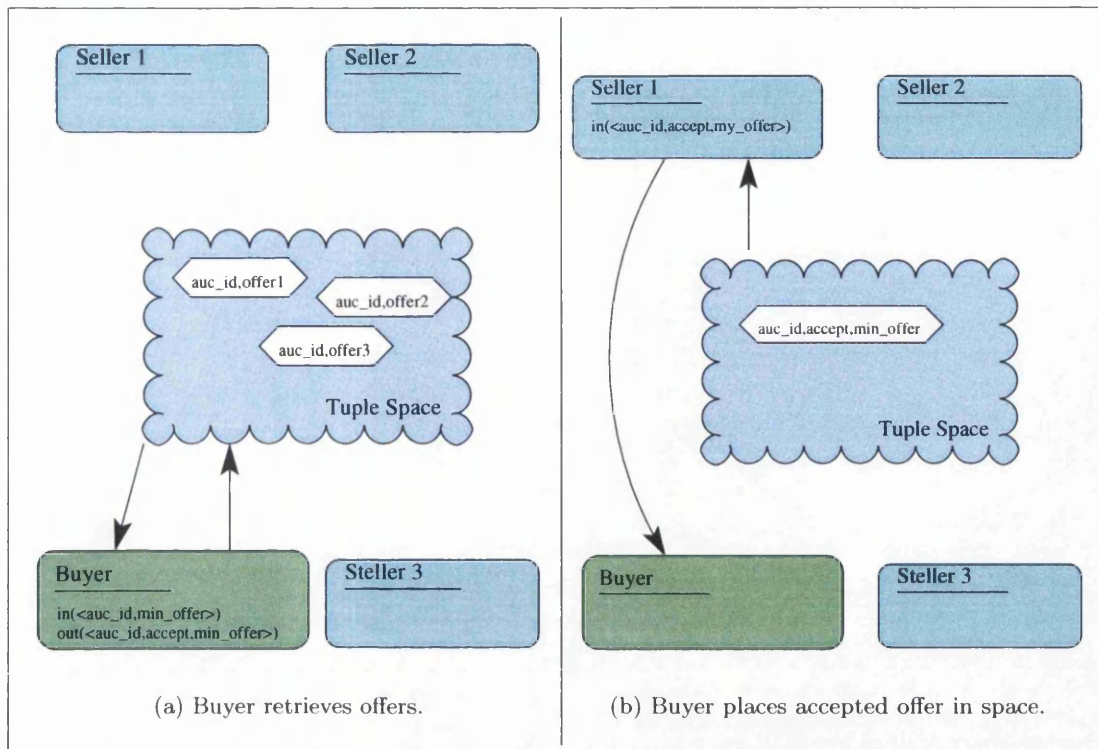 Seller 1
Seller 2
auc_id,offer1
auc_id,offer2
auc_id,offer3
Tuple Space
Buyer
in(<auc_id,min_offer>)
out(<auc_id,accept,min_offer>)
Steller 3
(a) Buyer retrieves offers.
Seller 1
in(<auc_id,accept,my_offer>)
Seller 2
auc_id,accept,min_offer
Tuple Space
Buyer
Steller 3
(b) Buyer places accepted offer in space.